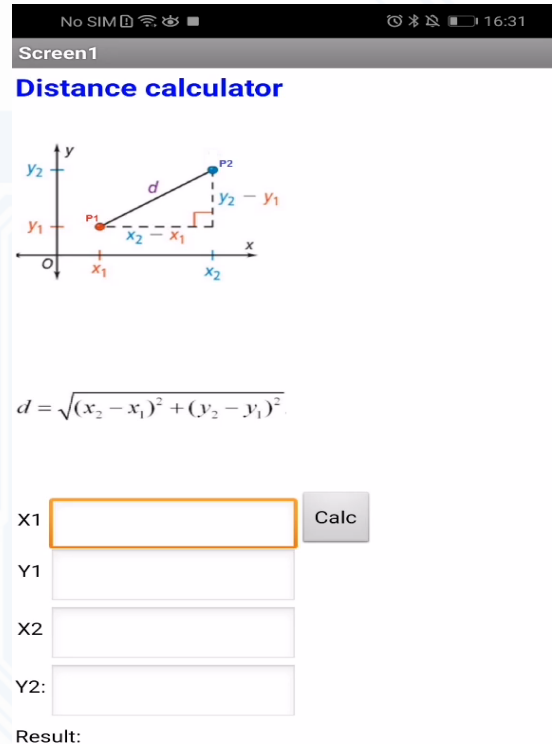 No SIM 16:31
Screen1
Distance calculator
y
y₂ P2
d
y₂ − y₁
P1
y₁
x₂ − x₁
x
O
x₁ x₂
d = √(x₂ − x₁)² + (y₂ − y₁)²
X1 Calc
Y1
X2
Y2:
Result: